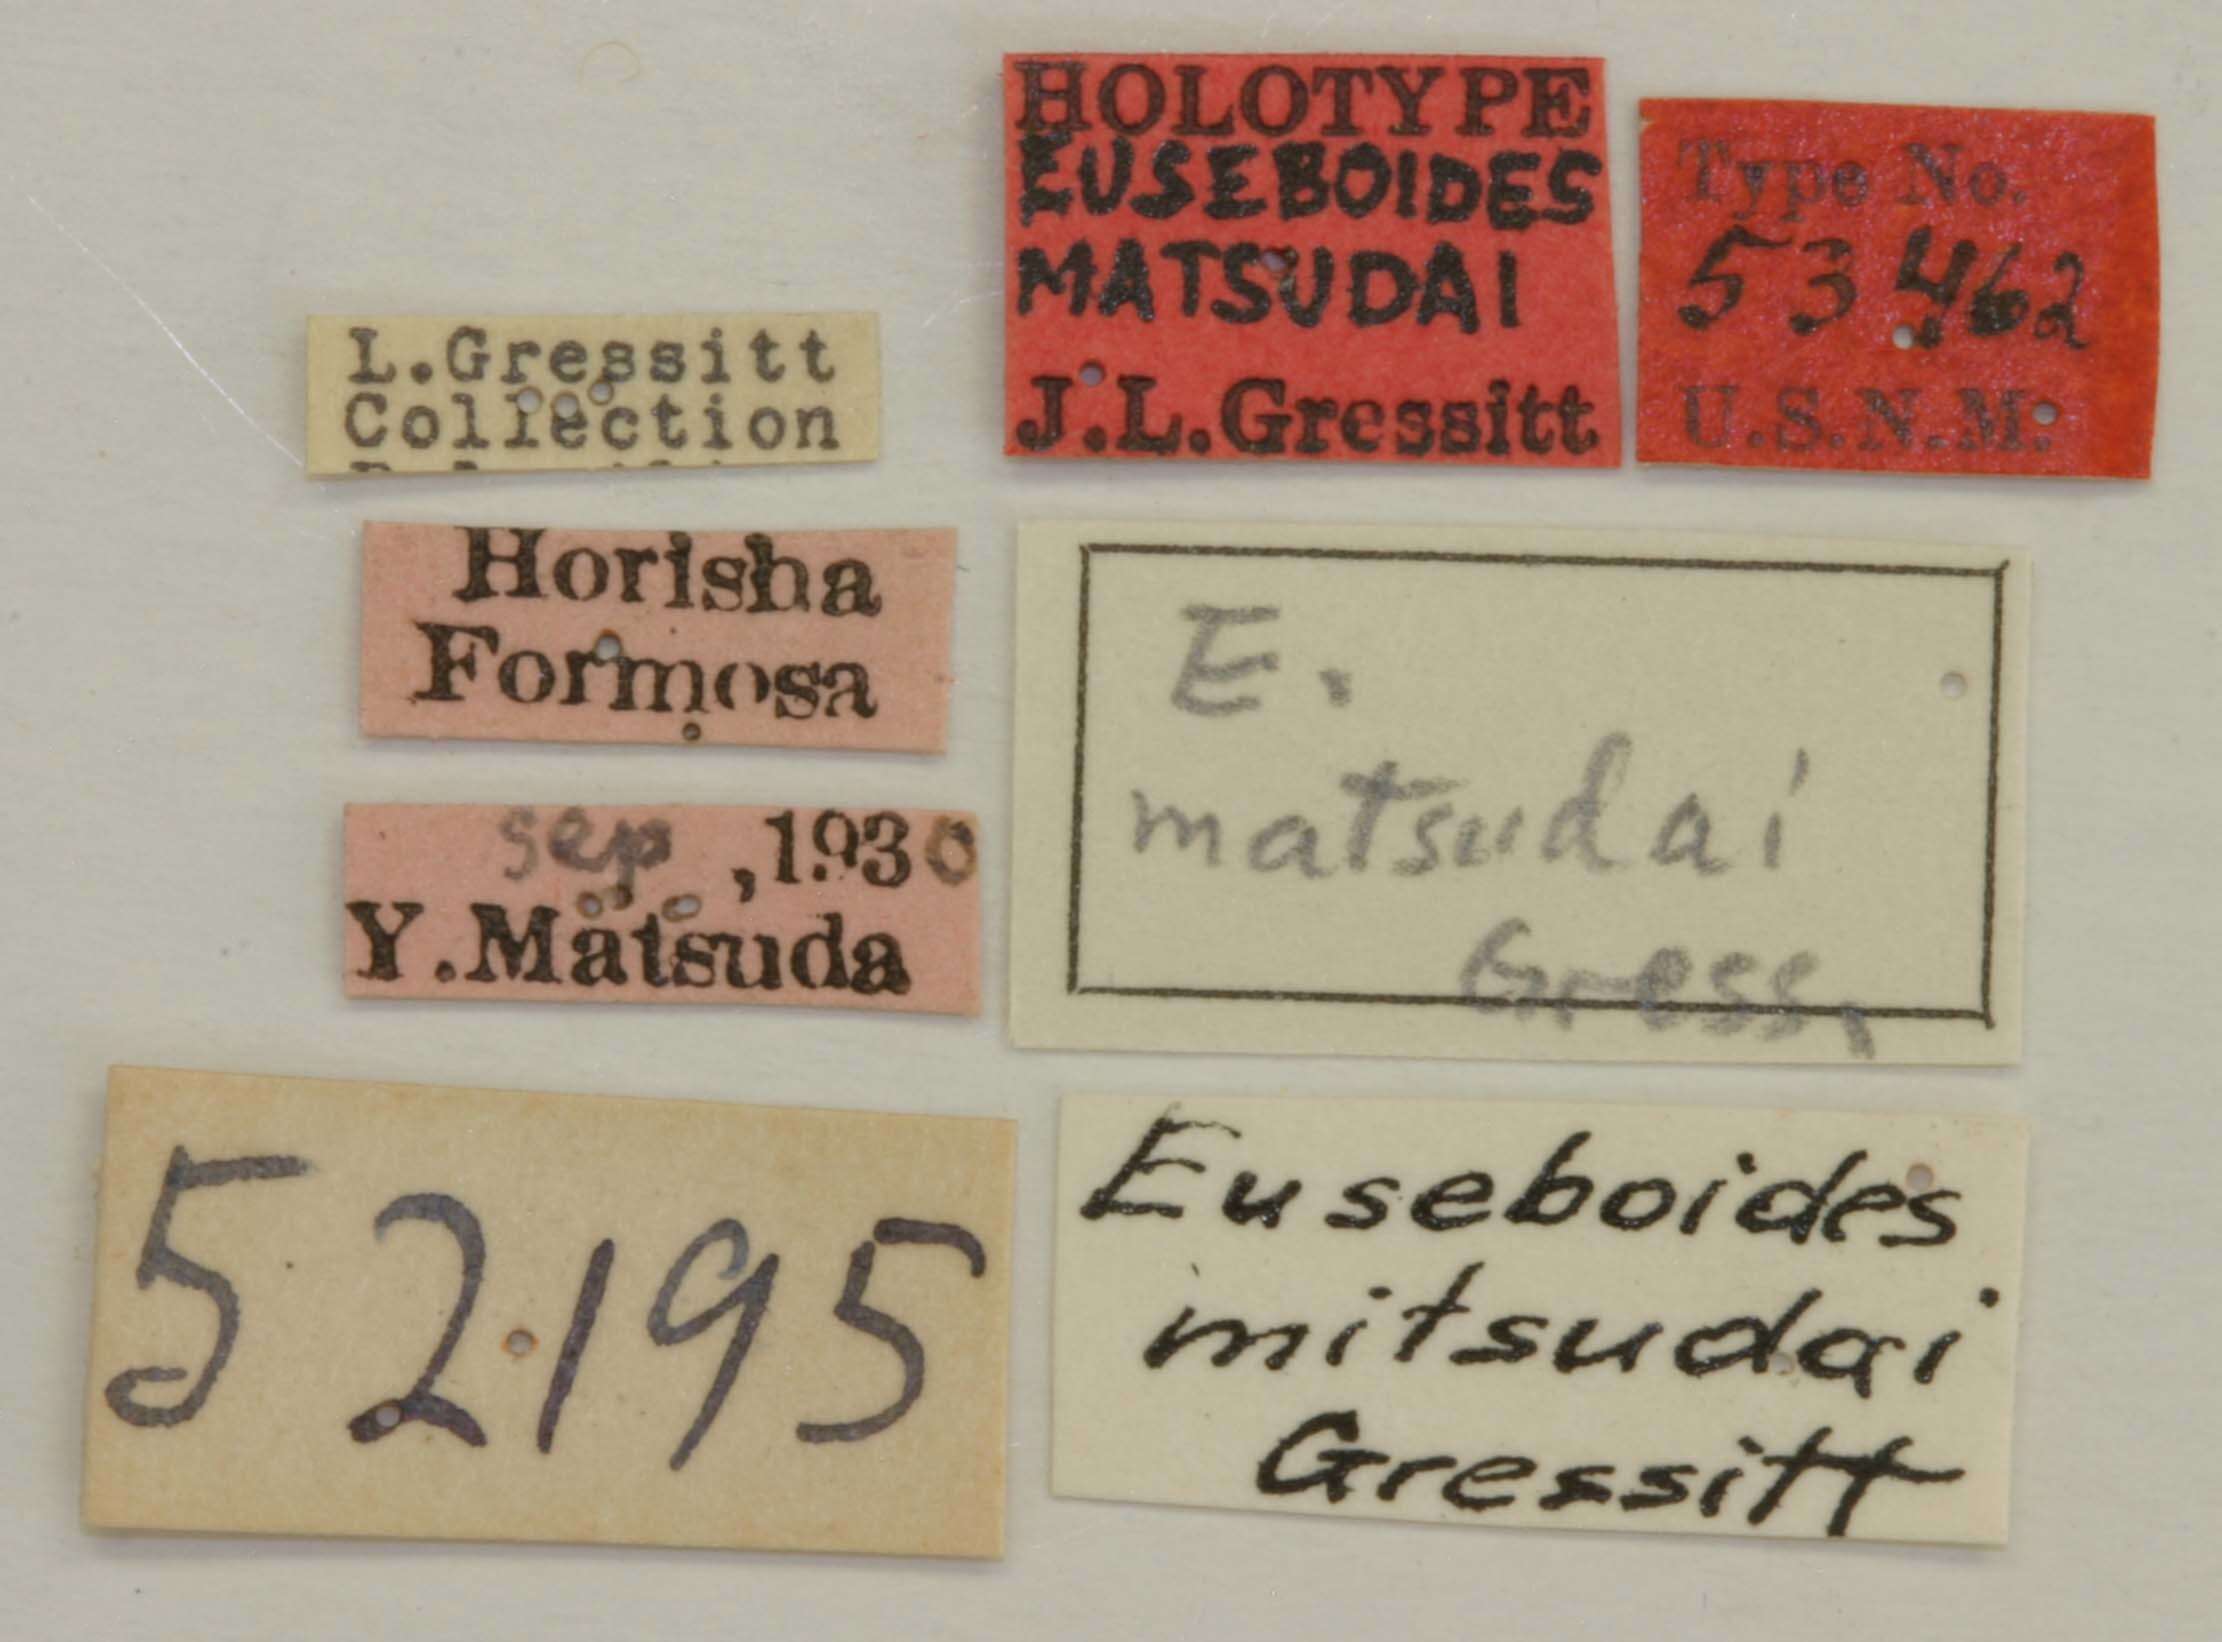 L.Gressitt
Collection
HOLOTYPE
EUSEBOIDES
MATSUDAI
J.L.Gressitt
Type No.
53462
U.S.N.M.
Horisha
Formosa
Sep ,1930
Y.Matsuda
E.
matsudai
Gress.
52195
Euseboides
mitsudai
Gressitt